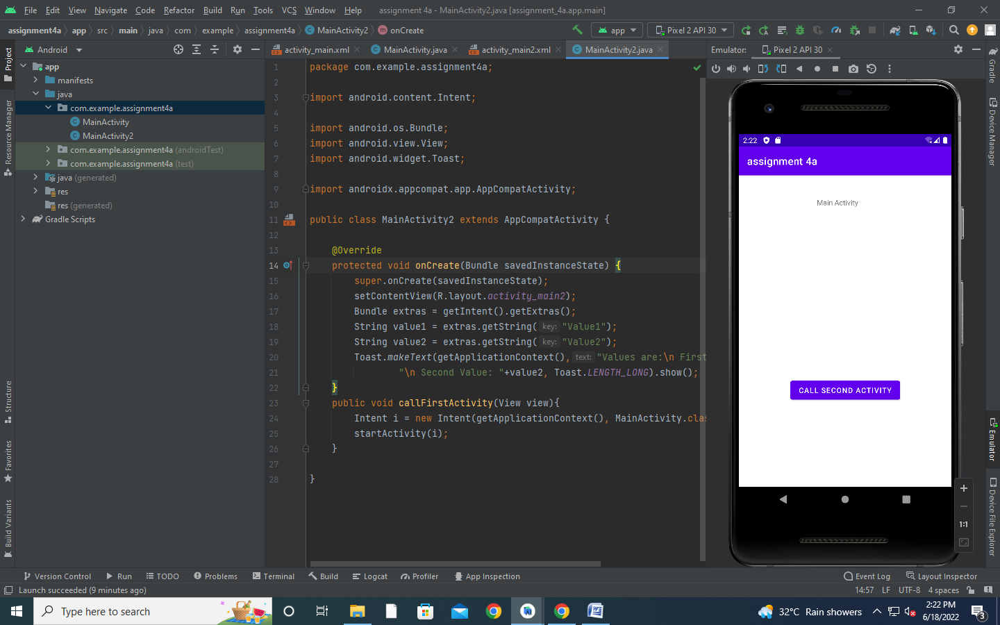 File Edit View Navigate Code Refactor Build Run Tools VCS Window Help assignment 4a - MainActivity2.java [assignment_4a.app.main]
assignment4a app src main java com example assignment4a MainActivity2 onCreate app Pixel 2 API 30
Project
Resource Manager
Structure
Favorites
Build Variants
Android
app
manifests
java
com.example.assignment4a
MainActivity
MainActivity2
com.example.assignment4a (androidTest)
com.example.assignment4a (test)
java (generated)
res
res (generated)
Gradle Scripts
activity_main.xml MainActivity.java activity_main2.xml MainActivity2.java
1 package com.example.assignment4a;
2
3 import android.content.Intent;
4
5 import android.os.Bundle;
6 import android.view.View;
7 import android.widget.Toast;
8
9 import androidx.appcompat.app.AppCompatActivity;
10
11 public class MainActivity2 extends AppCompatActivity {
12
13 @Override
14 protected void onCreate(Bundle savedInstanceState) {
15 super.onCreate(savedInstanceState);
16 setContentView(R.layout.activity_main2);
17 Bundle extras = getIntent().getExtras();
18 String value1 = extras.getString( key: "Value1");
19 String value2 = extras.getString( key: "Value2");
20 Toast.makeText(getApplicationContext(), text: "Values are:\n First
21 "\n Second Value: "+value2, Toast.LENGTH_LONG).show();
22 }
23 public void callFirstActivity(View view){
24 Intent i = new Intent(getApplicationContext(), MainActivity.clas
25 startActivity(i);
26 }
27
28 }
Emulator: Pixel 2 API 30
2:22
assignment 4a
Main Activity
CALL SECOND ACTIVITY
1:1
Gradle
Device Manager
Emulator
Device File Explorer
Version Control Run TODO Problems Terminal Build Logcat Profiler App Inspection Event Log Layout Inspector
Launch succeeded (9 minutes ago) 14:57 LF UTF-8 4 spaces
Type here to search
32°C Rain showers
2:22 PM
6/18/2022
3